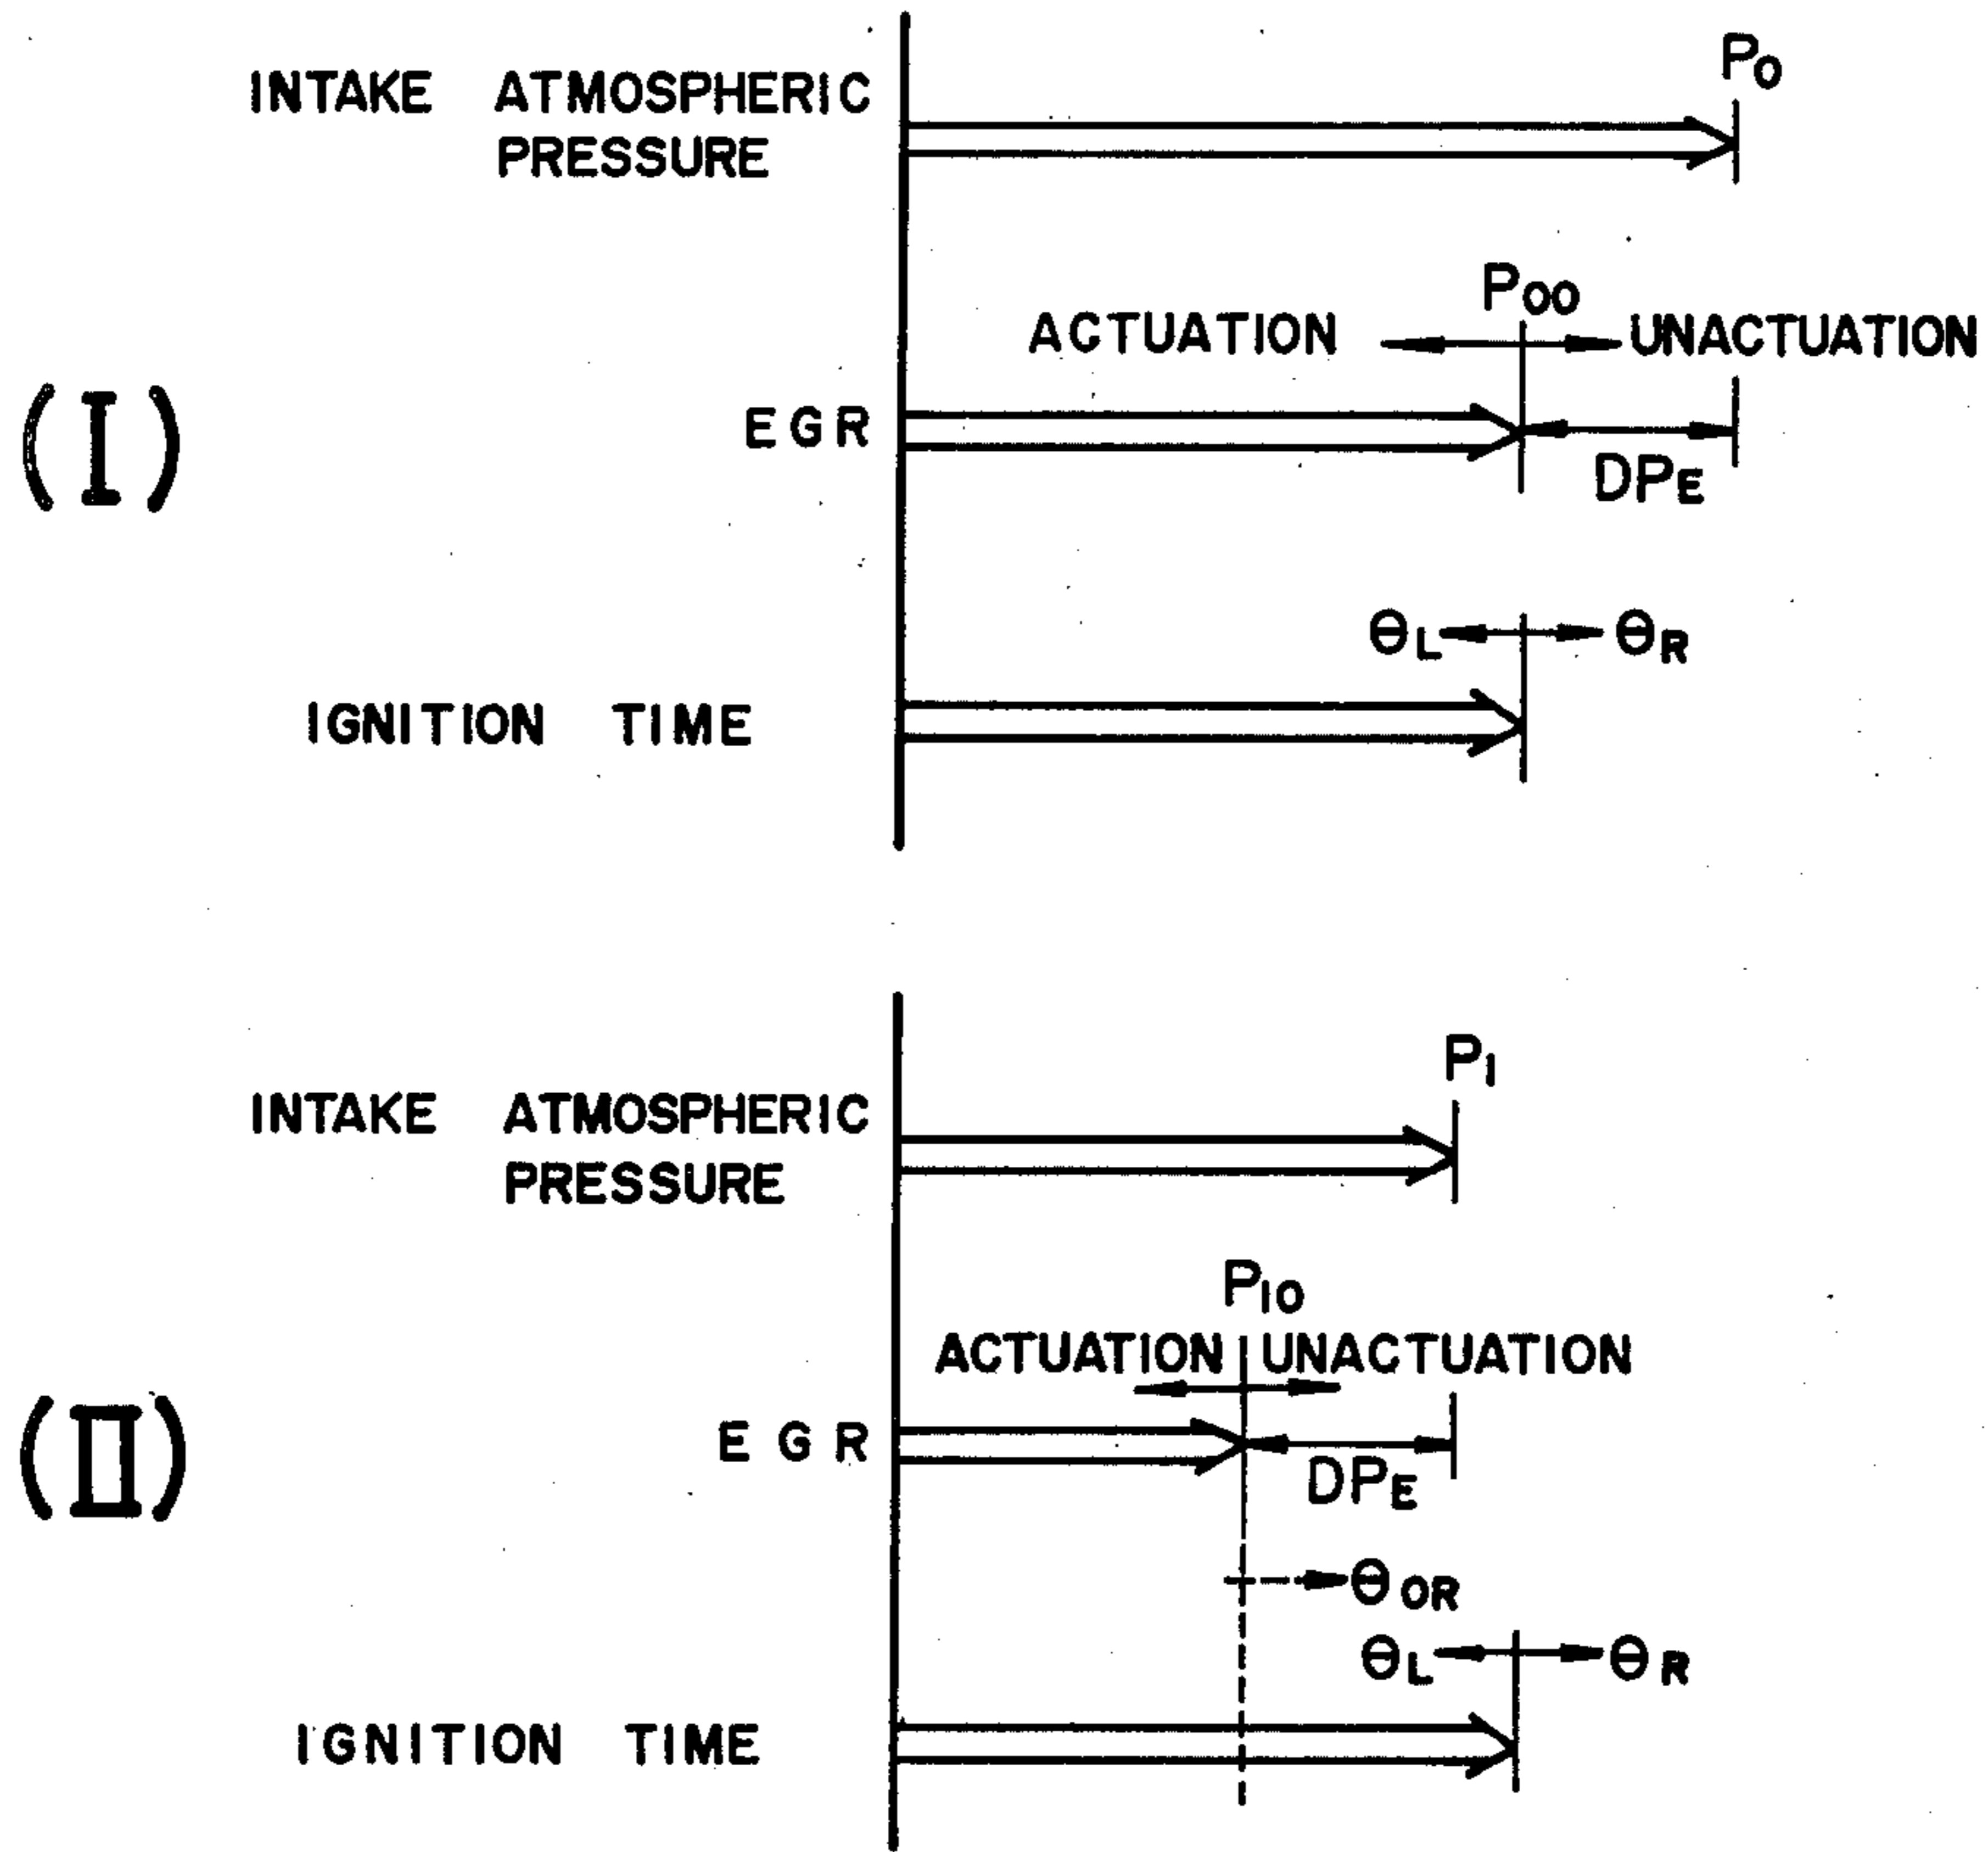 P0
INTAKE ATMOSPHERIC
PRESSURE
P00
ACTUATION UNACTUATION
(I)
EGR
DPE
θL θR
IGNITION TIME
P1
INTAKE ATMOSPHERIC
PRESSURE
P10
ACTUATION UNACTUATION
(II)
EGR
DPE
θOR
θL θR
IGNITION TIME